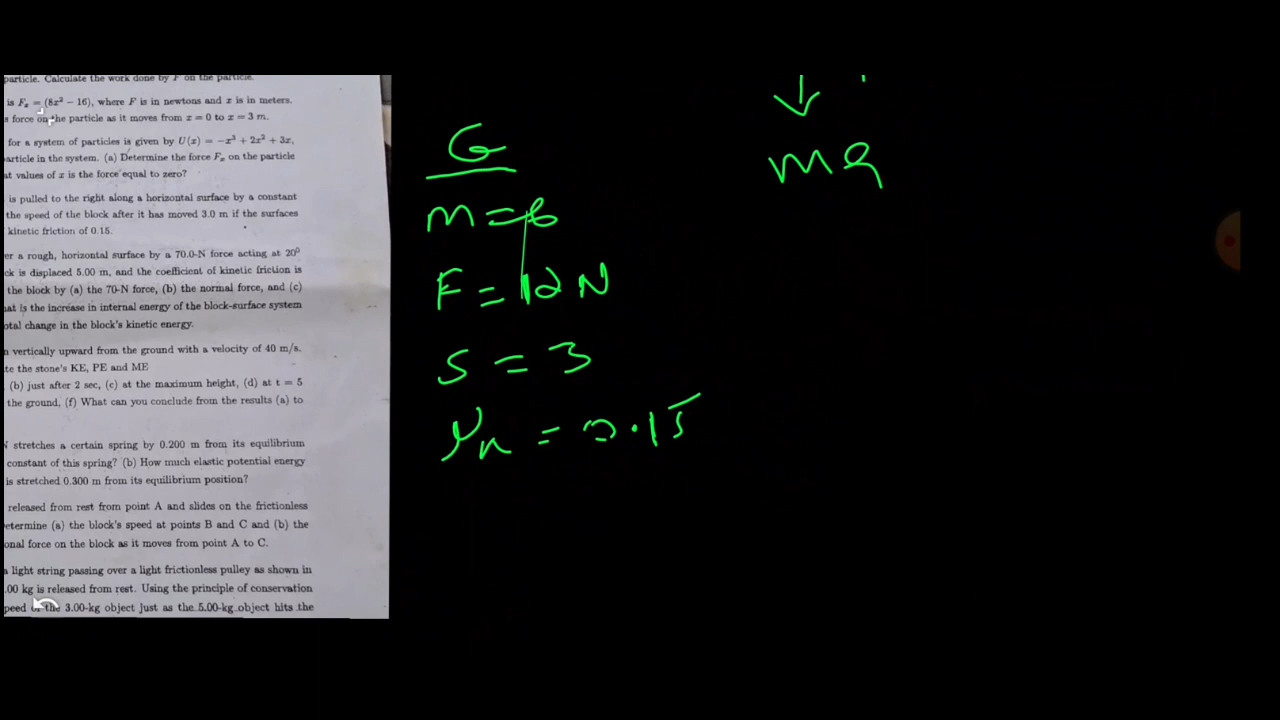 particle. Calculate the work done by F on the particle.
is Fₓ = (8x² − 16), where F is in newtons and x is in meters.
s force on the particle as it moves from x = 0 to x = 3 m.
for a system of particles is given by U(x) = −x³ + 2x² + 3x,
article in the system. (a) Determine the force Fₓ on the particle
at values of x is the force equal to zero?
is pulled to the right along a horizontal surface by a constant
the speed of the block after it has moved 3.0 m if the surfaces
kinetic friction of 0.15.
er a rough, horizontal surface by a 70.0-N force acting at 20⁰
ck is displaced 5.00 m, and the coefficient of kinetic friction is
the block by (a) the 70-N force, (b) the normal force, and (c)
hat is the increase in internal energy of the block-surface system
otal change in the block's kinetic energy.
n vertically upward from the ground with a velocity of 40 m/s.
te the stone's KE, PE and ME
(b) just after 2 sec, (c) at the maximum height, (d) at t = 5
the ground, (f) What can you conclude from the results (a) to
N stretches a certain spring by 0.200 m from its equilibrium
constant of this spring? (b) How much elastic potential energy
is stretched 0.300 m from its equilibrium position?
released from rest from point A and slides on the frictionless
etermine (a) the block's speed at points B and C and (b) the
onal force on the block as it moves from point A to C.
a light string passing over a light frictionless pulley as shown in
.00 kg is released from rest. Using the principle of conservation
peed of the 3.00-kg object just as the 5.00-kg object hits the
G
m = 6
F = 12 N
S = 3
μₖ = 0.15
mg